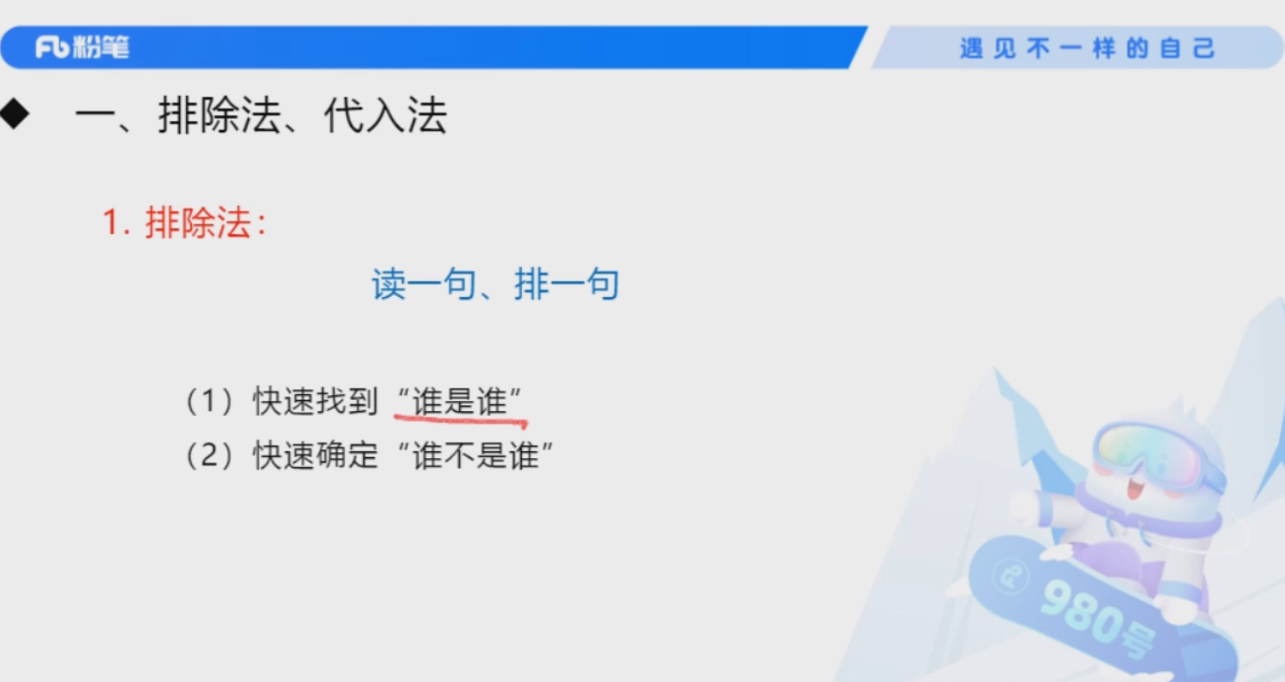 粉笔
遇见不一样的自己
◆ 一、排除法、代入法
1. 排除法：
读一句、排一句
（1）快速找到“谁是谁”
（2）快速确定“谁不是谁”
980号